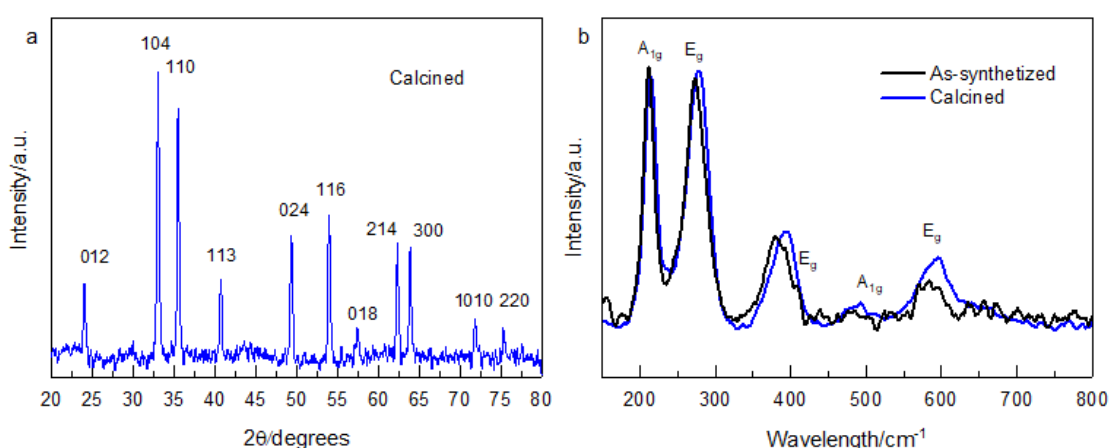 a
Calcined
104
110
012
113
024
116
018
214
300
1010
220
Intensity/a.u.
20 25 30 35 40 45 50 55 60 65 70 75 80
2θ/degrees
b
A1g
Eg
As-synthetized
Calcined
Eg
A1g
Eg
Intensity/a.u.
200 300 400 500 600 700 800
Wavelength/cm-1